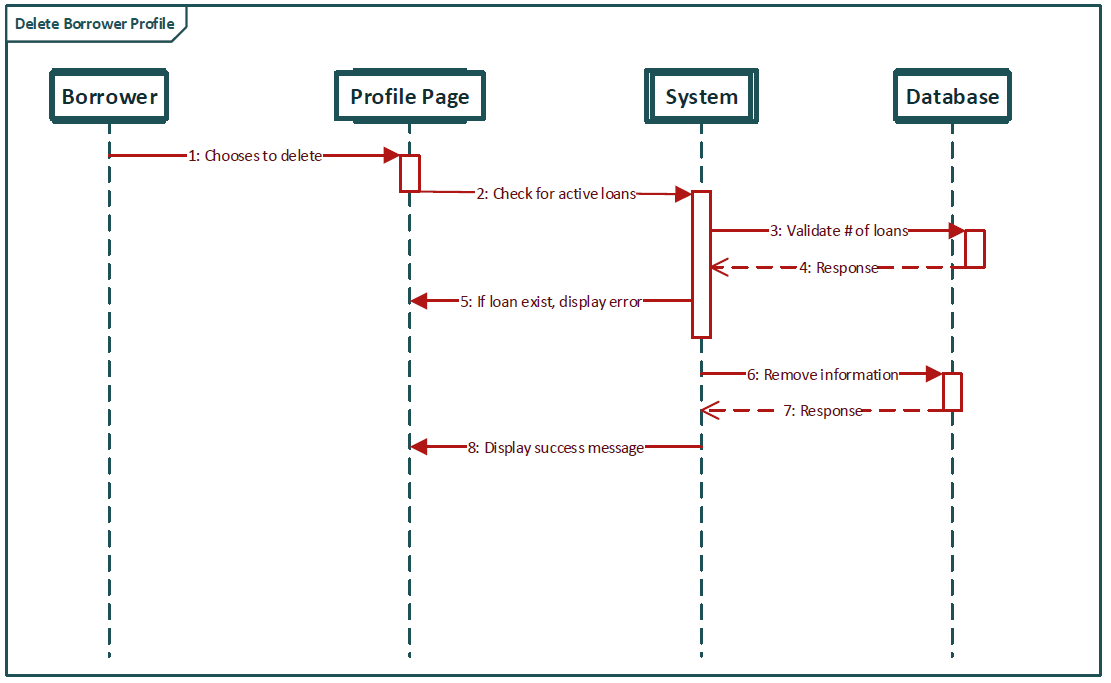 Delete Borrower Profile
Borrower
Profile Page
System
Database
1: Chooses to delete
2: Check for active loans
3: Validate # of loans
4: Response
5: If loan exist, display error
6: Remove information
7: Response
8: Display success message